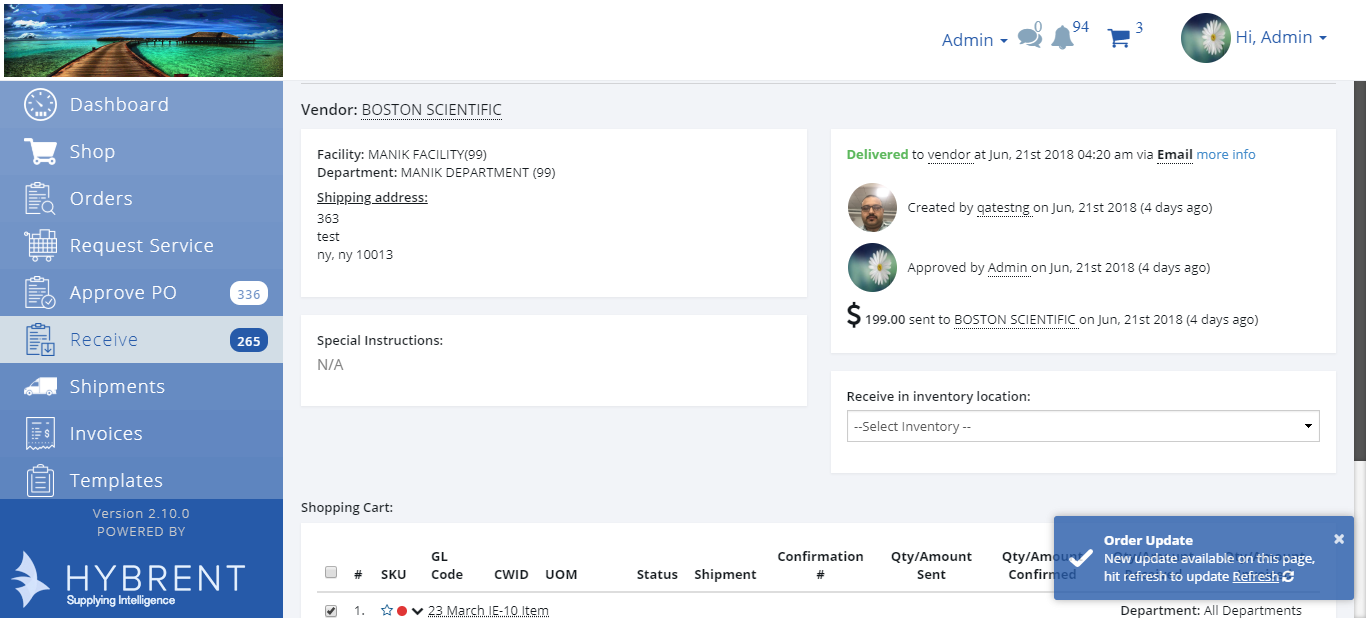 Admin
0
94
3
Hi, Admin
Dashboard
Shop
Orders
Request Service
Approve PO 336
Receive 265
Shipments
Invoices
Templates
Version 2.10.0
POWERED BY
HYBRENT
Supplying Intelligence
Vendor: BOSTON SCIENTIFIC
Facility: MANIK FACILITY(99)
Department: MANIK DEPARTMENT (99)
Shipping address:
363
test
ny, ny 10013
Special Instructions:
N/A
Delivered to vendor at Jun, 21st 2018 04:20 am via Email more info
Created by qatestng on Jun, 21st 2018 (4 days ago)
Approved by Admin on Jun, 21st 2018 (4 days ago)
$ 199.00 sent to BOSTON SCIENTIFIC on Jun, 21st 2018 (4 days ago)
Receive in inventory location:
--Select Inventory --
Shopping Cart:
# SKU GL Code CWID UOM Status Shipment Confirmation # Qty/Amount Sent Qty/Amount Confirmed
1. 23 March IE-10 Item
Department: All Departments
Order Update
New update available on this page,
hit refresh to update Refresh